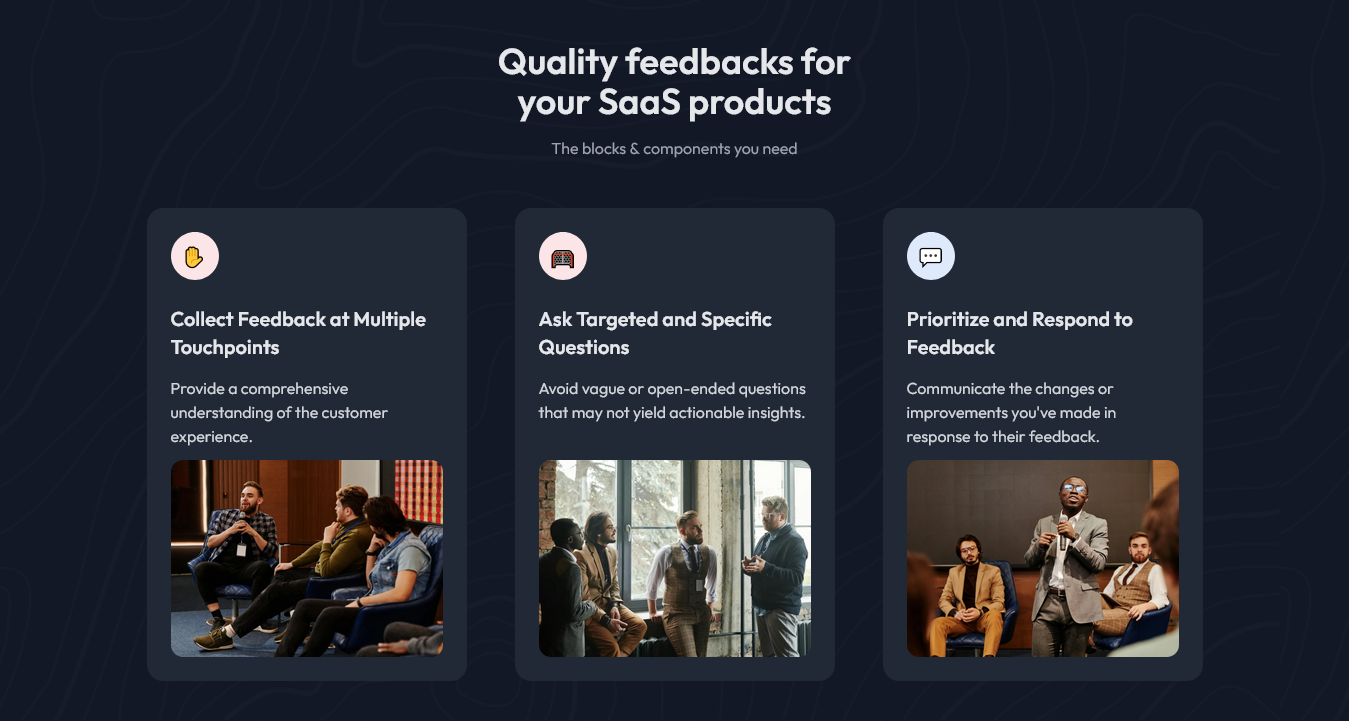 Quality feedbacks for
your SaaS products
The blocks & components you need
Collect Feedback at Multiple
Touchpoints
Provide a comprehensive
understanding of the customer
experience.
Ask Targeted and Specific
Questions
Avoid vague or open-ended questions
that may not yield actionable insights.
Prioritize and Respond to
Feedback
Communicate the changes or
improvements you've made in
response to their feedback.